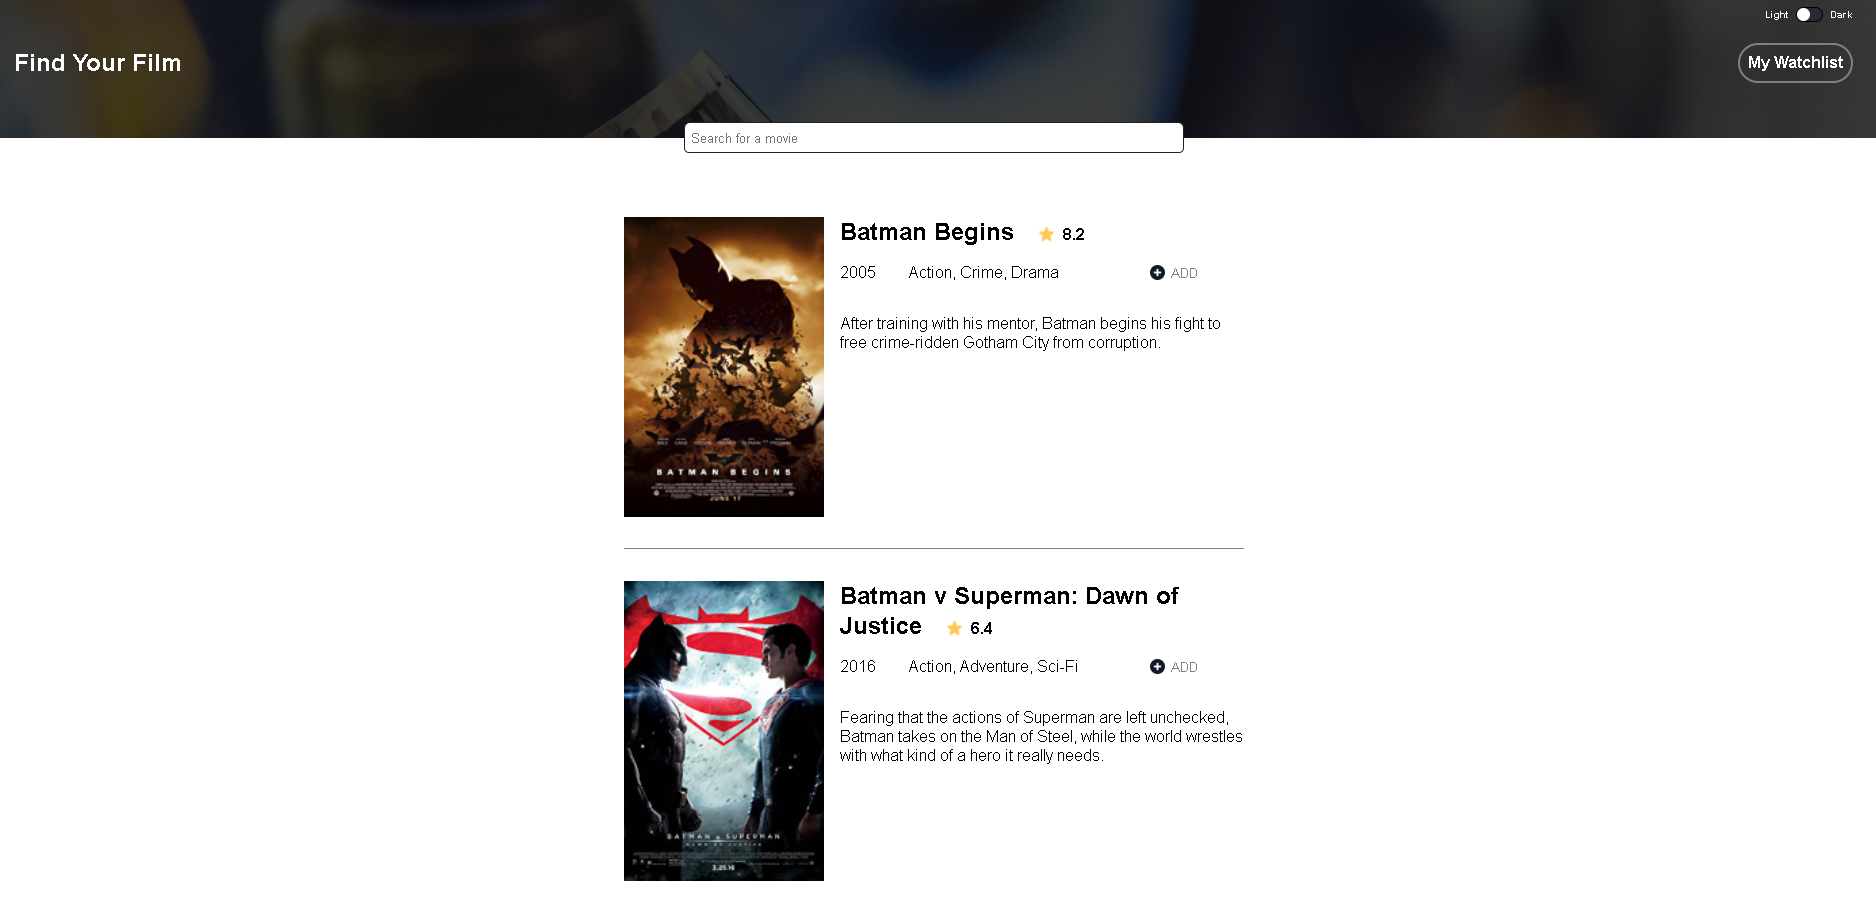 Light Dark
Find Your Film
My Watchlist
Search for a movie
Batman Begins 8.2
2005 Action, Crime, Drama ADD
After training with his mentor, Batman begins his fight to
free crime-ridden Gotham City from corruption.
BATMAN BEGINS
JUNE 17
Batman v Superman: Dawn of
Justice 6.4
2016 Action, Adventure, Sci-Fi ADD
Fearing that the actions of Superman are left unchecked,
Batman takes on the Man of Steel, while the world wrestles
with what kind of a hero it really needs.
BATMAN v SUPERMAN
DAWN OF JUSTICE
3.25.16